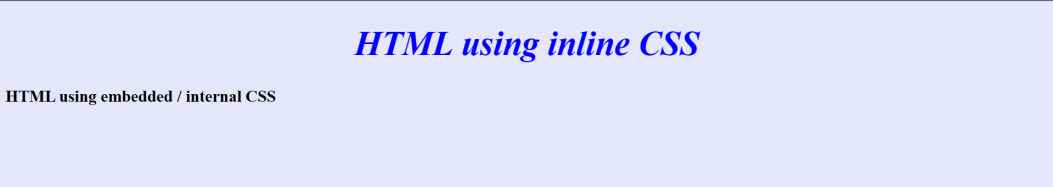 HTML using inline CSS
HTML using embedded / internal CSS